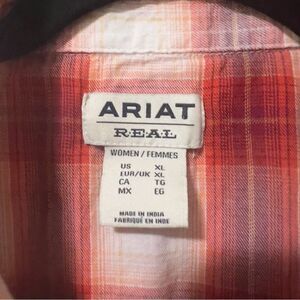 ARIAT
REAL
WOMEN / FEMMES
US XL
EUR/UK XL
CA TG
MX EG
MADE IN INDIA
FABRIQUÉ EN INDE